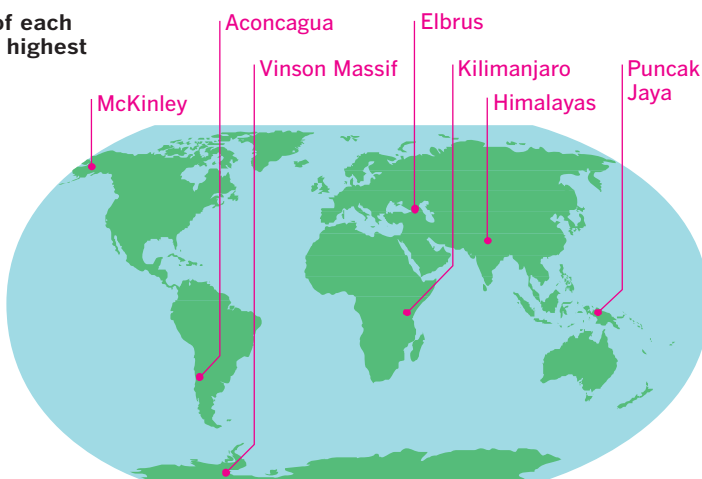 of each
highest
Aconcagua
Elbrus
Vinson Massif
Kilimanjaro
Puncak
Jaya
McKinley
Himalayas